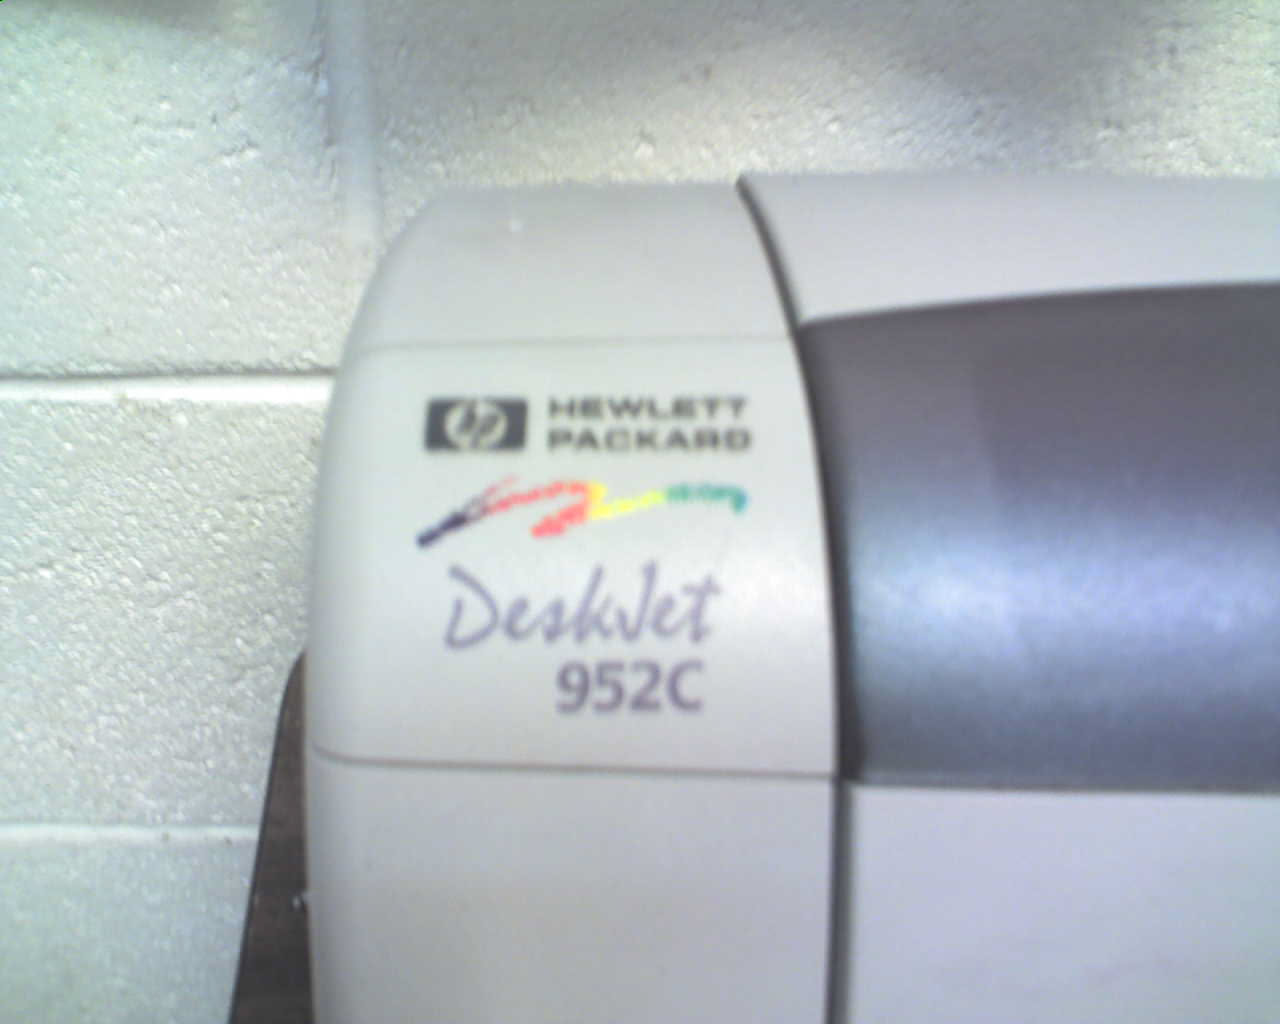 hp HEWLETT
PACKARD
DeskJet
952C